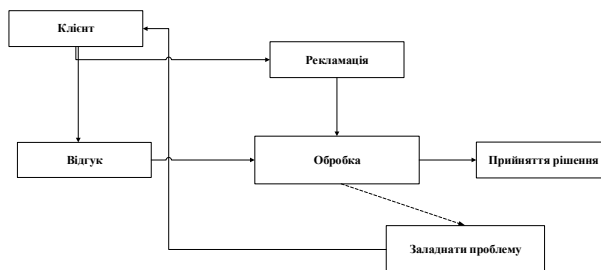 Клієнт
Рекламація
Відгук
Обробка
Прийняття рішення
Заладнати проблему